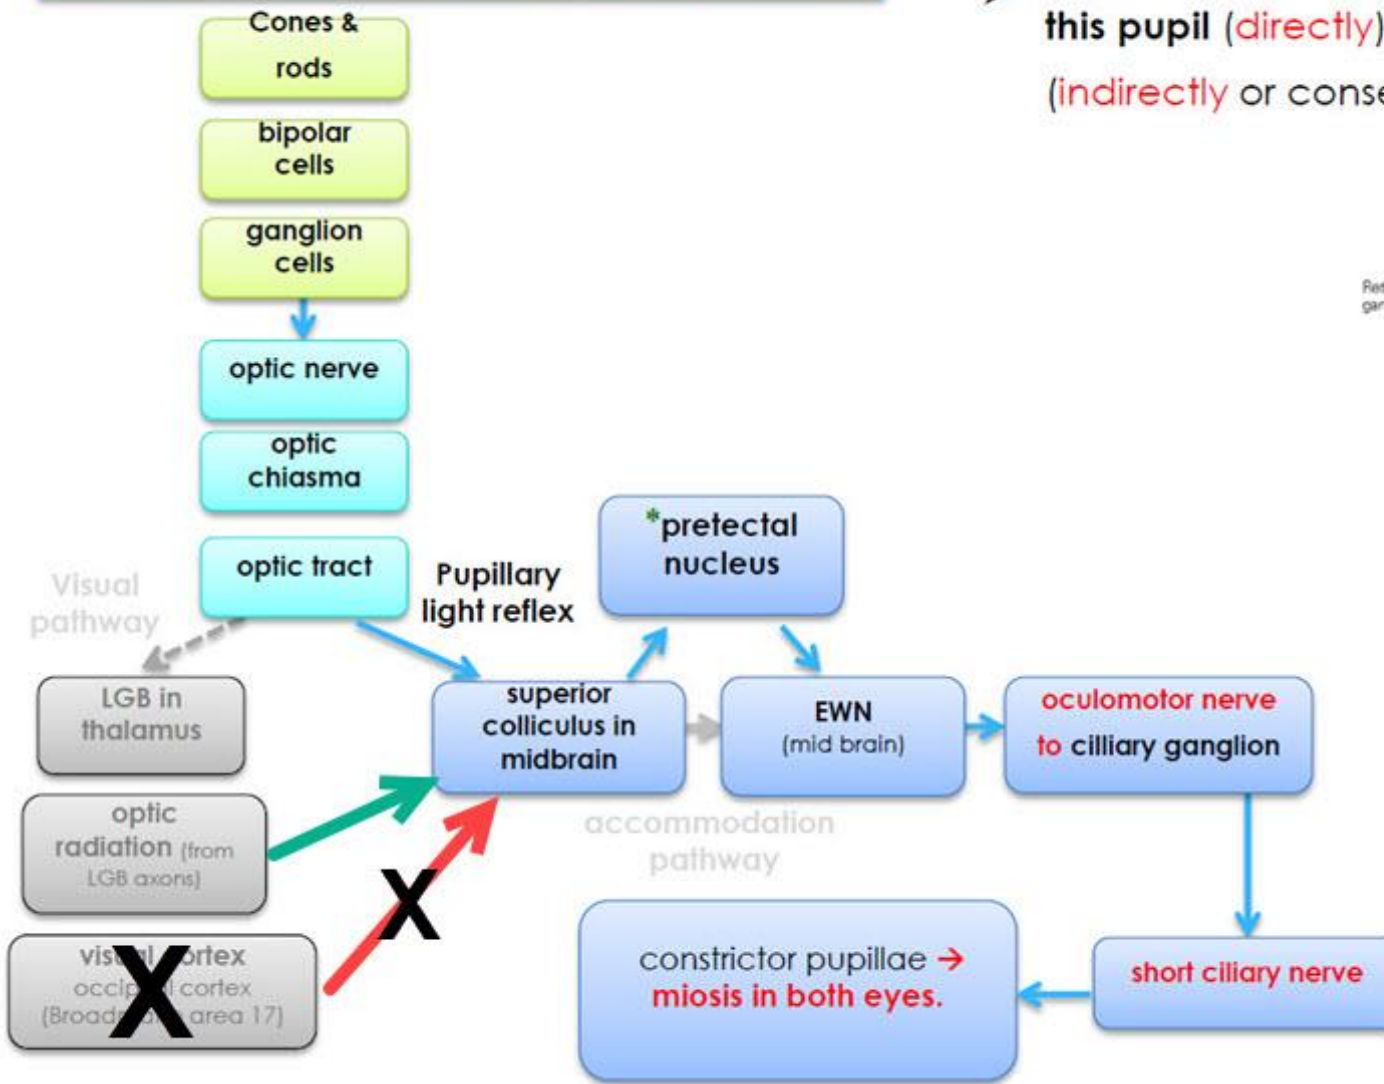 this pupil (directly)
(indirectly or conse
Cones &
rods
bipolar
cells
ganglion
cells
optic nerve
optic
chiasma
optic tract
Pupillary
light reflex
*pretectal
nucleus
Visual
pathway
LGB in
thalamus
superior
colliculus in
midbrain
EWN
(mid brain)
oculomotor nerve
to cilliary ganglion
optic
radiation (from
LGB axons)
accommodation
pathway
X
X
cortex
cortex
area 17)
constrictor pupillae →
miosis in both eyes.
short ciliary nerve